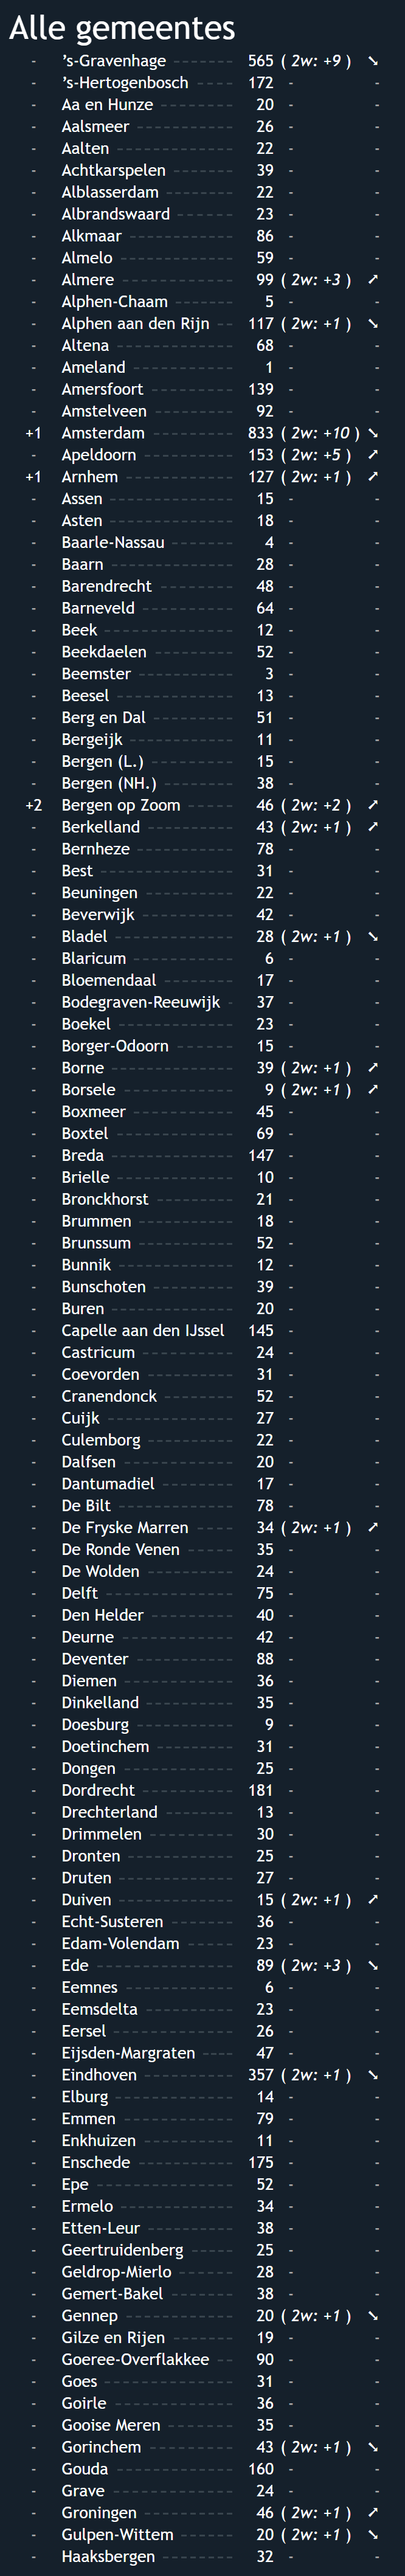 Alle gemeentes
- ’s-Gravenhage 565 ( 2w: +9 ) ➘
- ’s-Hertogenbosch 172 - -
- Aa en Hunze 20 - -
- Aalsmeer 26 - -
- Aalten 22 - -
- Achtkarspelen 39 - -
- Alblasserdam 22 - -
- Albrandswaard 23 - -
- Alkmaar 86 - -
- Almelo 59 - -
- Almere 99 ( 2w: +3 ) ➚
- Alphen-Chaam 5 - -
- Alphen aan den Rijn 117 ( 2w: +1 ) ➘
- Altena 68 - -
- Ameland 1 - -
- Amersfoort 139 - -
- Amstelveen 92 - -
+1 Amsterdam 833 ( 2w: +10 ) ➘
- Apeldoorn 153 ( 2w: +5 ) ➚
+1 Arnhem 127 ( 2w: +1 ) ➚
- Assen 15 - -
- Asten 18 - -
- Baarle-Nassau 4 - -
- Baarn 28 - -
- Barendrecht 48 - -
- Barneveld 64 - -
- Beek 12 - -
- Beekdaelen 52 - -
- Beemster 3 - -
- Beesel 13 - -
- Berg en Dal 51 - -
- Bergeijk 11 - -
- Bergen (L.) 15 - -
- Bergen (NH.) 38 - -
+2 Bergen op Zoom 46 ( 2w: +2 ) ➚
- Berkelland 43 ( 2w: +1 ) ➚
- Bernheze 78 - -
- Best 31 - -
- Beuningen 22 - -
- Beverwijk 42 - -
- Bladel 28 ( 2w: +1 ) ➘
- Blaricum 6 - -
- Bloemendaal 17 - -
- Bodegraven-Reeuwijk 37 - -
- Boekel 23 - -
- Borger-Odoorn 15 - -
- Borne 39 ( 2w: +1 ) ➚
- Borsele 9 ( 2w: +1 ) ➚
- Boxmeer 45 - -
- Boxtel 69 - -
- Breda 147 - -
- Brielle 10 - -
- Bronckhorst 21 - -
- Brummen 18 - -
- Brunssum 52 - -
- Bunnik 12 - -
- Bunschoten 39 - -
- Buren 20 - -
- Capelle aan den IJssel 145 - -
- Castricum 24 - -
- Coevorden 31 - -
- Cranendonck 52 - -
- Cuijk 27 - -
- Culemborg 22 - -
- Dalfsen 20 - -
- Dantumadiel 17 - -
- De Bilt 78 - -
- De Fryske Marren 34 ( 2w: +1 ) ➚
- De Ronde Venen 35 - -
- De Wolden 24 - -
- Delft 75 - -
- Den Helder 40 - -
- Deurne 42 - -
- Deventer 88 - -
- Diemen 36 - -
- Dinkelland 35 - -
- Doesburg 9 - -
- Doetinchem 31 - -
- Dongen 25 - -
- Dordrecht 181 - -
- Drechterland 13 - -
- Drimmelen 30 - -
- Dronten 25 - -
- Druten 27 - -
- Duiven 15 ( 2w: +1 ) ➚
- Echt-Susteren 36 - -
- Edam-Volendam 23 - -
- Ede 89 ( 2w: +3 ) ➘
- Eemnes 6 - -
- Eemsdelta 23 - -
- Eersel 26 - -
- Eijsden-Margraten 47 - -
- Eindhoven 357 ( 2w: +1 ) ➘
- Elburg 14 - -
- Emmen 79 - -
- Enkhuizen 11 - -
- Enschede 175 - -
- Epe 52 - -
- Ermelo 34 - -
- Etten-Leur 38 - -
- Geertruidenberg 25 - -
- Geldrop-Mierlo 28 - -
- Gemert-Bakel 38 - -
- Gennep 20 ( 2w: +1 ) ➘
- Gilze en Rijen 19 - -
- Goeree-Overflakkee 90 - -
- Goes 31 - -
- Goirle 36 - -
- Gooise Meren 35 - -
- Gorinchem 43 ( 2w: +1 ) ➘
- Gouda 160 - -
- Grave 24 - -
- Groningen 46 ( 2w: +1 ) ➚
- Gulpen-Wittem 20 ( 2w: +1 ) ➘
- Haaksbergen 32 - -